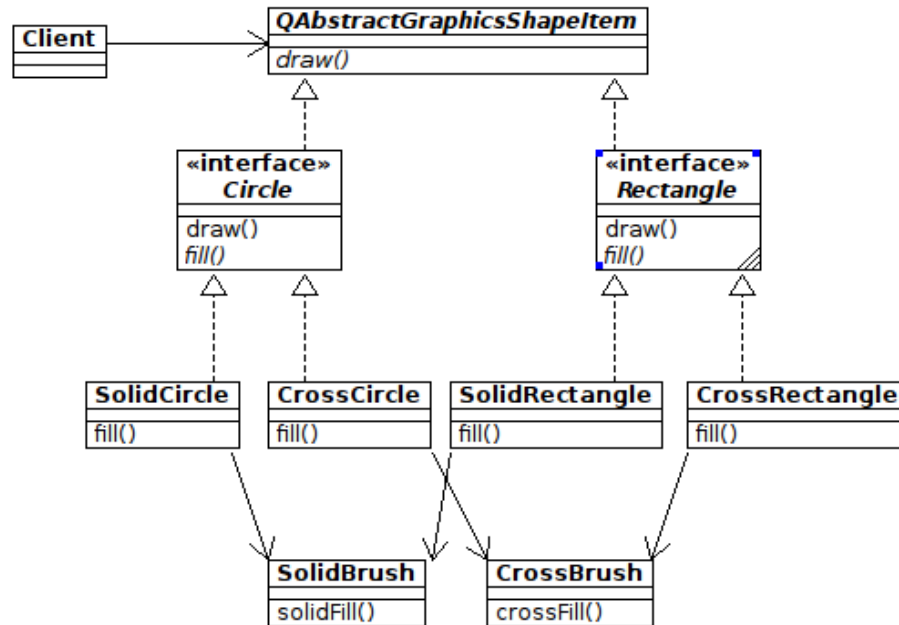 QAbstractGraphicsShapeItem
Client
draw()
«interface»
Circle
draw()
fill()
«interface»
Rectangle
draw()
fill()
SolidCircle
fill()
CrossCircle
fill()
SolidRectangle
fill()
CrossRectangle
fill()
SolidBrush
solidFill()
CrossBrush
crossFill()